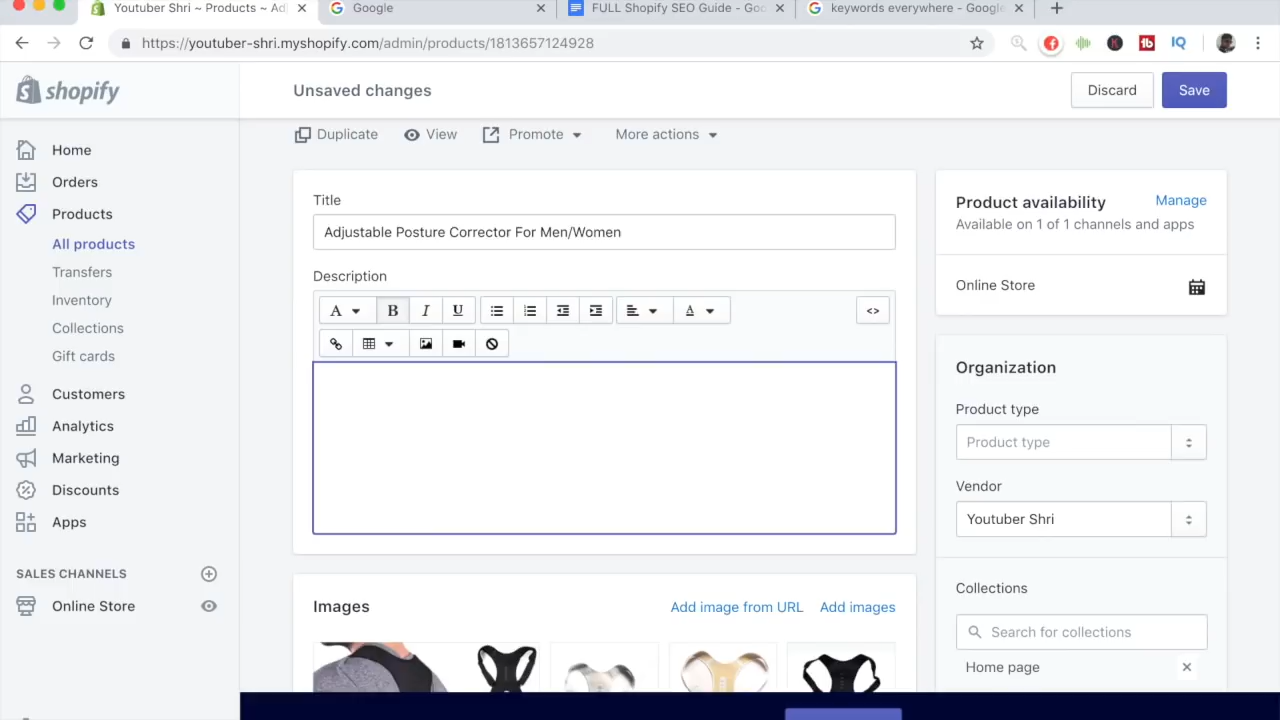 Youtuber Shri ~ Products ~ Ad
Google
FULL Shopify SEO Guide - Goo
keywords everywhere - Google
https://youtuber-shri.myshopify.com/admin/products/1813657124928
shopify
Unsaved changes
Discard
Save
Duplicate
View
Promote
More actions
Home
Orders
Products
All products
Transfers
Inventory
Collections
Gift cards
Customers
Analytics
Marketing
Discounts
Apps
SALES CHANNELS
Online Store
Title
Adjustable Posture Corrector For Men/Women
Description
A B I U A <>
Images
Add image from URL
Add images
Product availability
Manage
Available on 1 of 1 channels and apps
Online Store
Organization
Product type
Product type
Vendor
Youtuber Shri
Collections
Search for collections
Home page